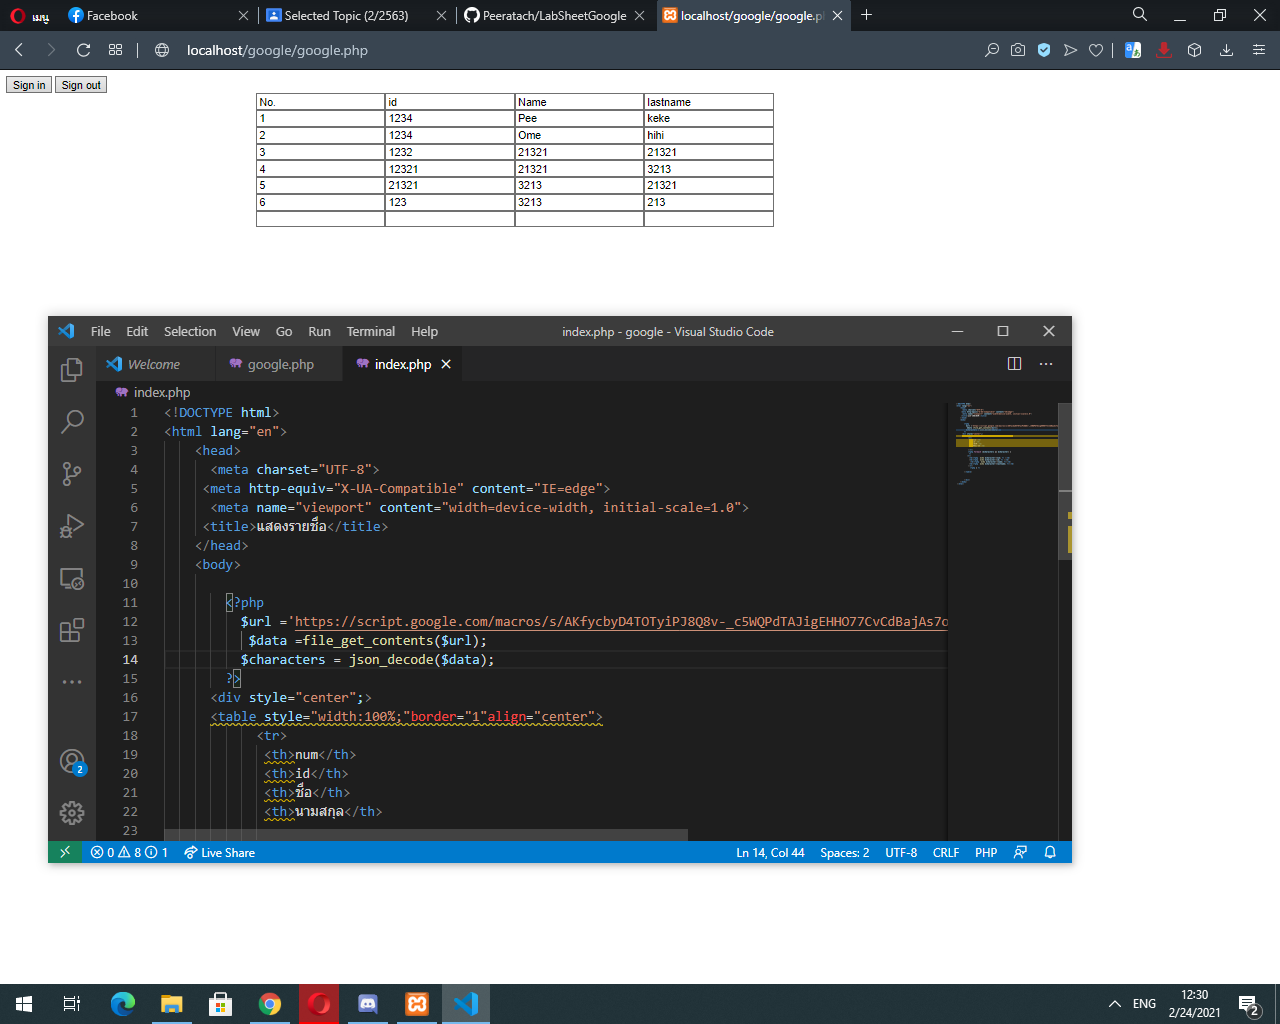 เมนู
Facebook
Selected Topic (2/2563)
Peeratach/LabSheetGoogle
localhost/google/google.p
localhost/google/google.php
Sign in Sign out
No. id Name lastname
1 1234 Pee keke
2 1234 Ome hihi
3 1232 21321 21321
4 12321 21321 3213
5 21321 3213 21321
6 123 3213 213
File Edit Selection View Go Run Terminal Help
index.php - google - Visual Studio Code
Welcome google.php index.php
index.php
1 <!DOCTYPE html>
2 <html lang="en">
3 <head>
4 <meta charset="UTF-8">
5 <meta http-equiv="X-UA-Compatible" content="IE=edge">
6 <meta name="viewport" content="width=device-width, initial-scale=1.0">
7 <title>แสดงรายชื่อ</title>
8 </head>
9 <body>
10
11 <?php
12 $url ='https://script.google.com/macros/s/AKfycbyD4TOTyiPJ8Q8v-_c5WQPdTAJigEHHO77CvCdBajAs7o
13 $data =file_get_contents($url);
14 $characters = json_decode($data);
15 ?>
16 <div style="center";>
17 <table style="width:100%;"border="1"align="center">
18 <tr>
19 <th>num</th>
20 <th>id</th>
21 <th>ชื่อ</th>
22 <th>นามสกุล</th>
23
2
0 8 1 Live Share
Ln 14, Col 44 Spaces: 2 UTF-8 CRLF PHP
ENG
12:30
2/24/2021
2